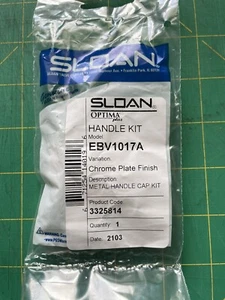 SLOAN
SLOAN
OPTIMA
plus
HANDLE KIT
Model
EBV1017A
Variation
Chrome Plate Finish
Description
METAL HANDLE CAP KIT
Product Code
3325814
Quantity: 1
Date: 2103